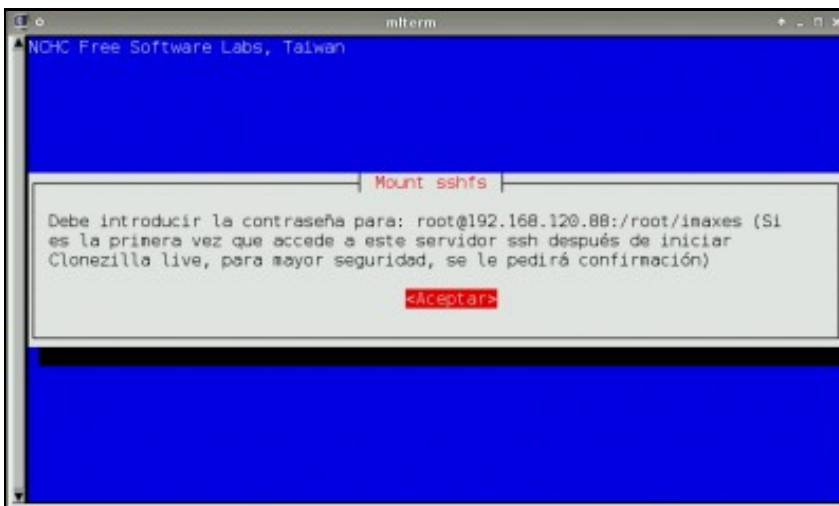 mlterm
NCHC Free Software Labs, Taiwan
Mount sshfs
Debe introducir la contraseña para: root@192.168.120.88:/root/imaxes (Si
es la primera vez que accede a este servidor ssh después de iniciar
Clonezilla live, para mayor seguridad, se le pedirá confirmación)
<Aceptar>